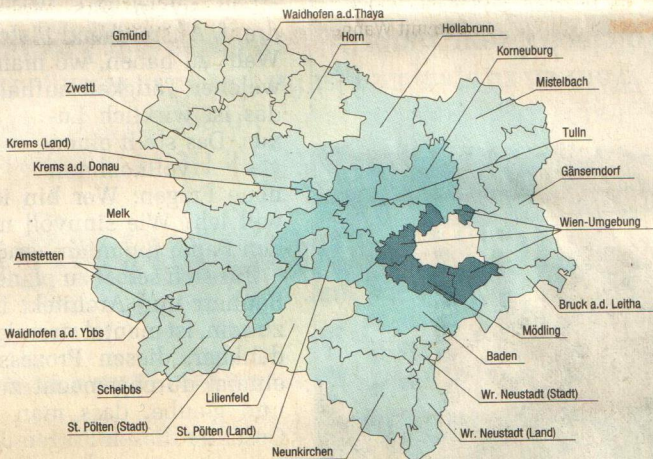 Waidhofen a.d.Thaya
Hollabrunn
Gmünd
Horn
Korneuburg
Zwettl
Mistelbach
Tulln
Krems (Land)
Krems a.d. Donau
Gänserndorf
Melk
Wien-Umgebung
Amstetten
Bruck a.d. Leitha
Waidhofen a.d. Ybbs
Mödling
Baden
Scheibbs
Lilienfeld
Wr. Neustadt (Stadt)
St. Pölten (Stadt)
St. Pölten (Land)
Wr. Neustadt (Land)
Neunkirchen